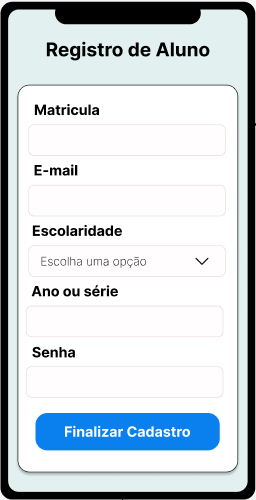 Registro de Aluno
Matricula
E-mail
Escolaridade
Escolha uma opção
Ano ou série
Senha
Finalizar Cadastro